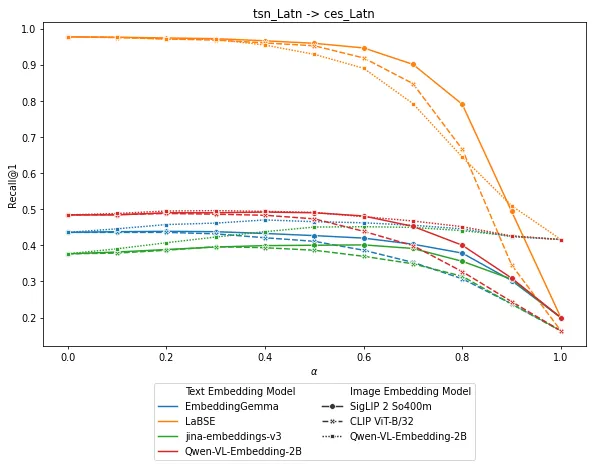 tsn_Latn -> ces_Latn
1.0
0.9
0.8
0.7
0.6
0.5
0.4
0.3
0.2
Recall@1
0.0 0.2 0.4 0.6 0.8 1.0
α
Text Embedding Model Image Embedding Model
EmbeddingGemma SigLIP 2 So400m
LaBSE CLIP ViT-B/32
jina-embeddings-v3 Qwen-VL-Embedding-2B
Qwen-VL-Embedding-2B